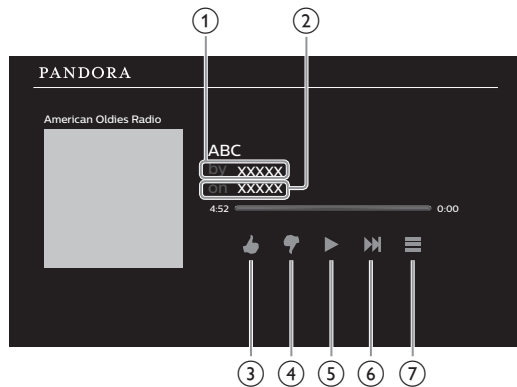 ① ②
PANDORA
American Oldies Radio
ABC
by XXXXX
on XXXXX
4:52 0:00
③ ④ ⑤ ⑥ ⑦